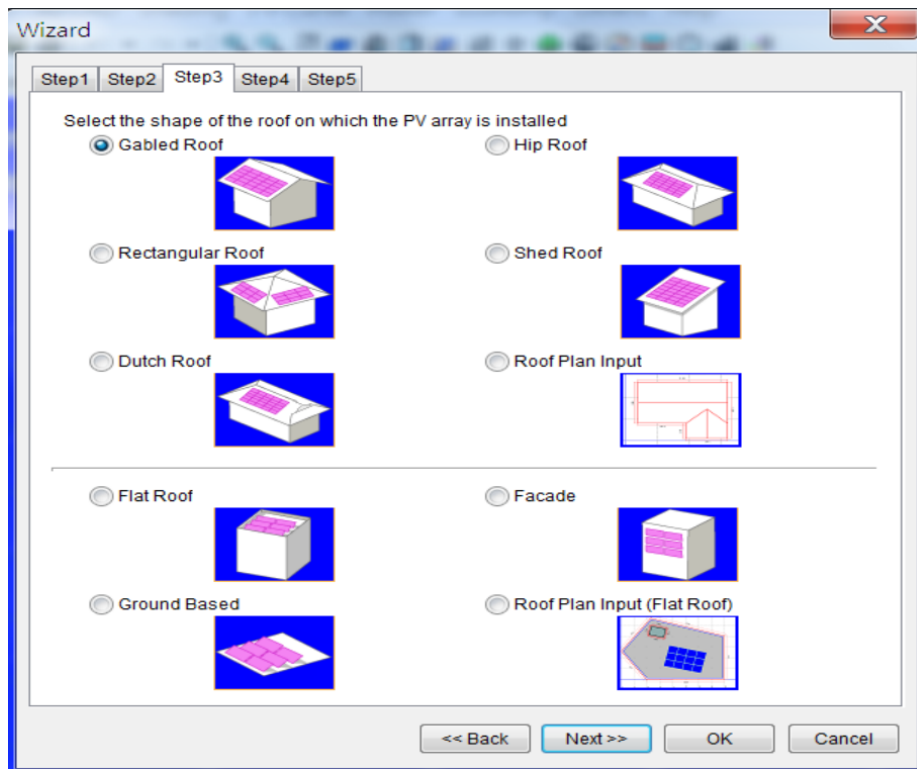 Wizard
Step1 Step2 Step3 Step4 Step5
Select the shape of the roof on which the PV array is installed
Gabled Roof
Hip Roof
Rectangular Roof
Shed Roof
Dutch Roof
Roof Plan Input
Flat Roof
Facade
Ground Based
Roof Plan Input (Flat Roof)
<< Back
Next >>
OK
Cancel